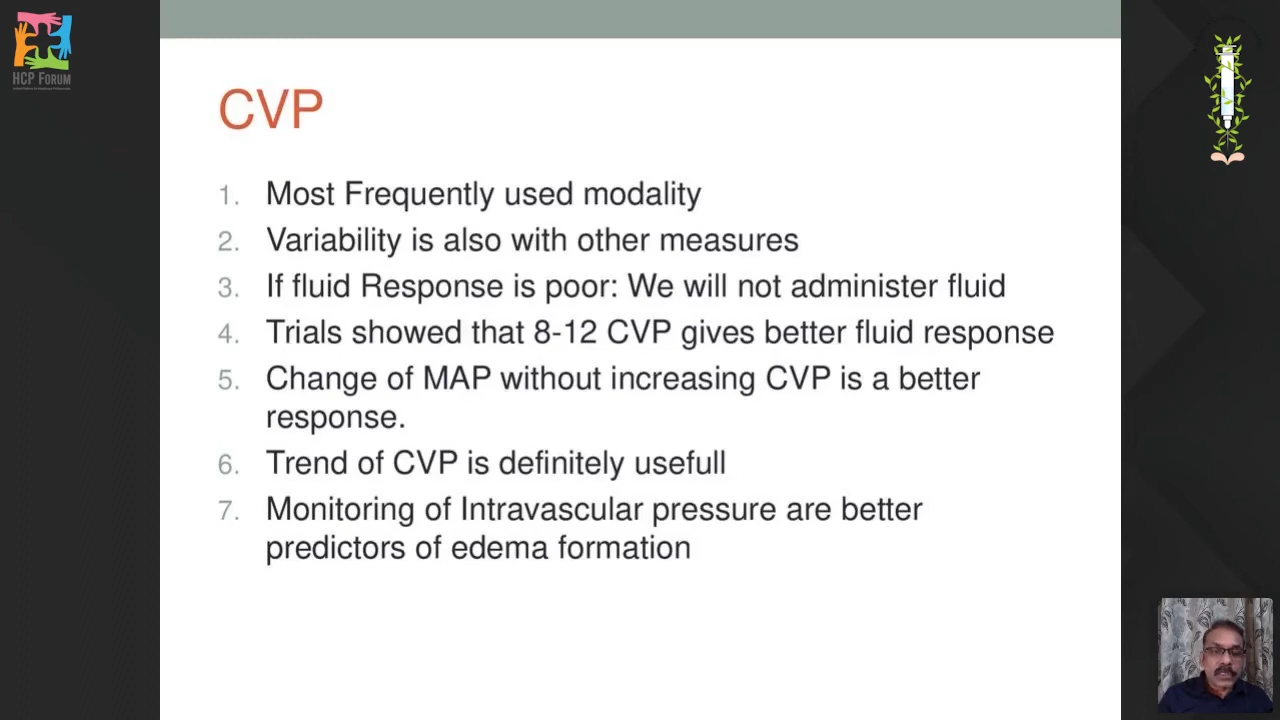 HCP FORUM
CVP
1. Most Frequently used modality
2. Variability is also with other measures
3. If fluid Response is poor: We will not administer fluid
4. Trials showed that 8-12 CVP gives better fluid response
5. Change of MAP without increasing CVP is a better
response.
6. Trend of CVP is definitely usefull
7. Monitoring of Intravascular pressure are better
predictors of edema formation